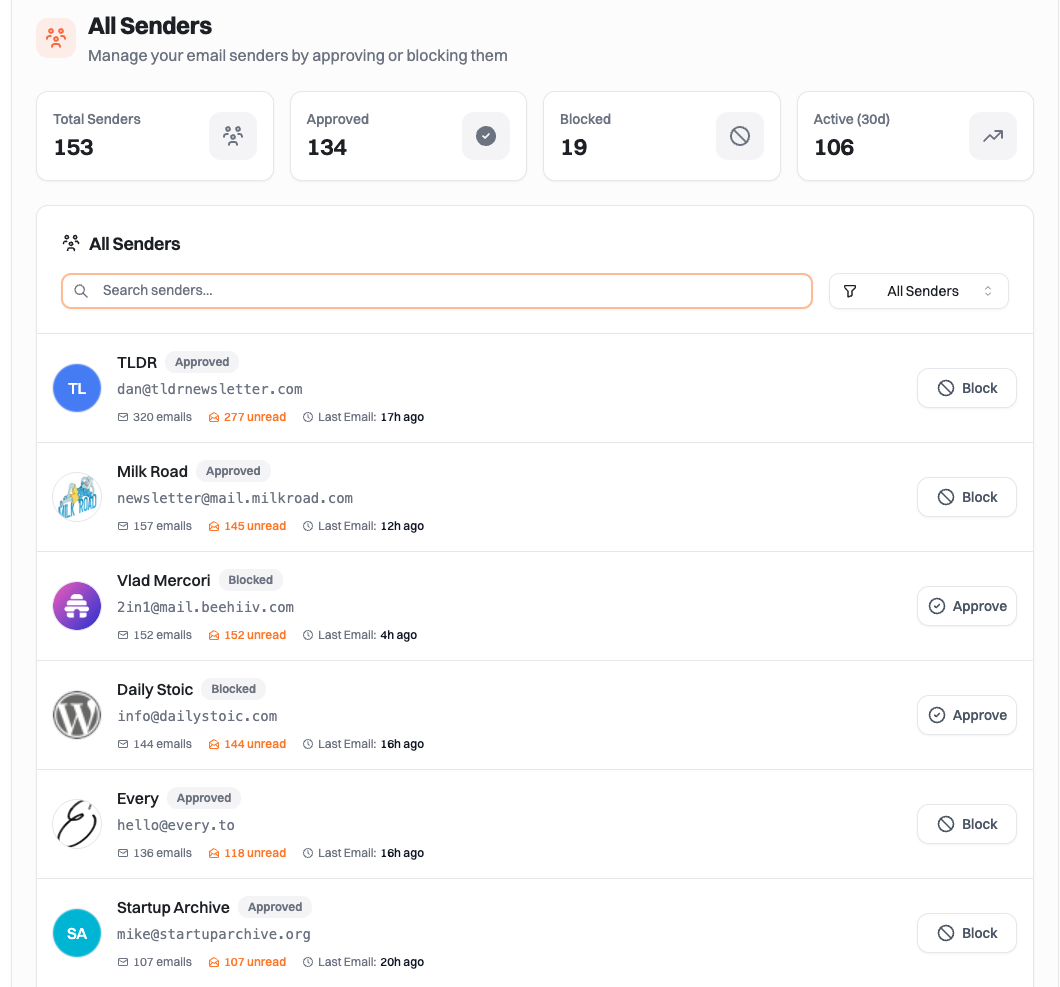 All Senders
Manage your email senders by approving or blocking them
Total Senders
153
Approved
134
Blocked
19
Active (30d)
106
All Senders
Search senders...
All Senders
TL
TLDR Approved
dan@tldrnewsletter.com
320 emails 277 unread Last Email: 17h ago
Block
MILK ROAD
Milk Road Approved
newsletter@mail.milkroad.com
157 emails 145 unread Last Email: 12h ago
Block
Vlad Mercori Blocked
2in1@mail.beehiiv.com
152 emails 152 unread Last Email: 4h ago
Approve
W
Daily Stoic Blocked
info@dailystoic.com
144 emails 144 unread Last Email: 16h ago
Approve
E
Every Approved
hello@every.to
136 emails 118 unread Last Email: 16h ago
Block
SA
Startup Archive Approved
mike@startuparchive.org
107 emails 107 unread Last Email: 20h ago
Block